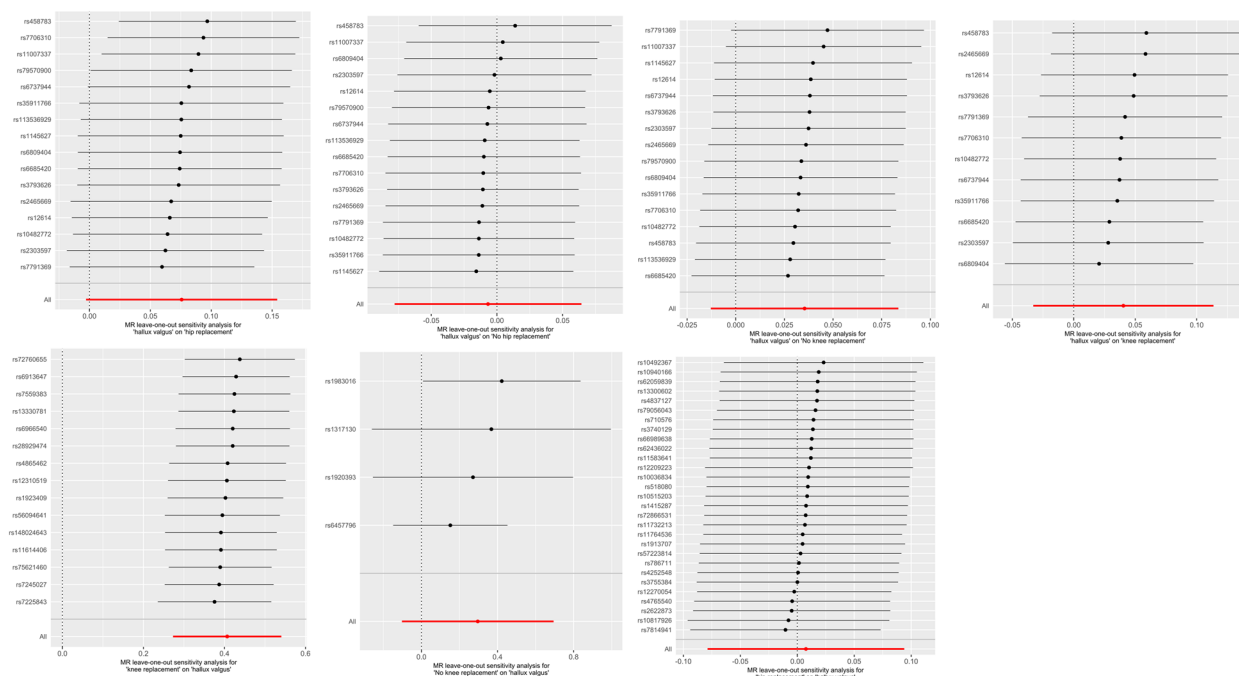 rs458783
rs7706310
rs11007337
rs79570900
rs6737944
rs35911766
rs113536929
rs1145627
rs6809404
rs6685420
rs3793626
rs2465669
rs12614
rs10482772
rs2303597
rs7791369
All
0.00 0.05 0.10 0.15
MR leave-one-out sensitivity analysis for
'hallux valgus' on 'hip replacement'
rs458783
rs11007337
rs6809404
rs2303597
rs12614
rs79570900
rs6737944
rs113536929
rs6685420
rs7706310
rs3793626
rs2465669
rs7791369
rs10482772
rs35911766
rs1145627
All
-0.05 0.00 0.05
MR leave-one-out sensitivity analysis for
'hallux valgus' on 'No hip replacement'
rs7791369
rs11007337
rs1145627
rs12614
rs6737944
rs3793626
rs2303597
rs2465669
rs79570900
rs6809404
rs35911766
rs7706310
rs10482772
rs458783
rs113536929
rs6685420
All
-0.025 0.000 0.025 0.050 0.075 0.100
MR leave-one-out sensitivity analysis for
'hallux valgus' on 'No knee replacement'
rs458783
rs2465669
rs12614
rs3793626
rs7791369
rs7706310
rs10482772
rs6737944
rs35911766
rs6685420
rs2303597
rs6809404
All
-0.05 0.00 0.05 0.10
MR leave-one-out sensitivity analysis for
'hallux valgus' on 'knee replacement'
rs72760655
rs6913647
rs7559383
rs13330781
rs6966540
rs28929474
rs4865462
rs12310519
rs1923409
rs56094641
rs148024643
rs11614406
rs75621460
rs7245027
rs7225843
All
0.0 0.2 0.4 0.6
MR leave-one-out sensitivity analysis for
'knee replacement' on 'hallux valgus'
rs1983016
rs1317130
rs1920393
rs6457796
All
0.0 0.4 0.8
MR leave-one-out sensitivity analysis for
'No knee replacement' on 'hallux valgus'
rs10492367
rs10940166
rs62059839
rs13300602
rs4837127
rs79056043
rs710576
rs3740129
rs66989638
rs62436022
rs11583641
rs12209223
rs10036834
rs518080
rs10515203
rs1415287
rs72866531
rs11732213
rs11764536
rs1913707
rs57223814
rs786711
rs4252548
rs3755384
rs12270054
rs4765540
rs2622873
rs10817926
rs7814941
All
-0.10 -0.05 0.00 0.05 0.10
MR leave-one-out sensitivity analysis for